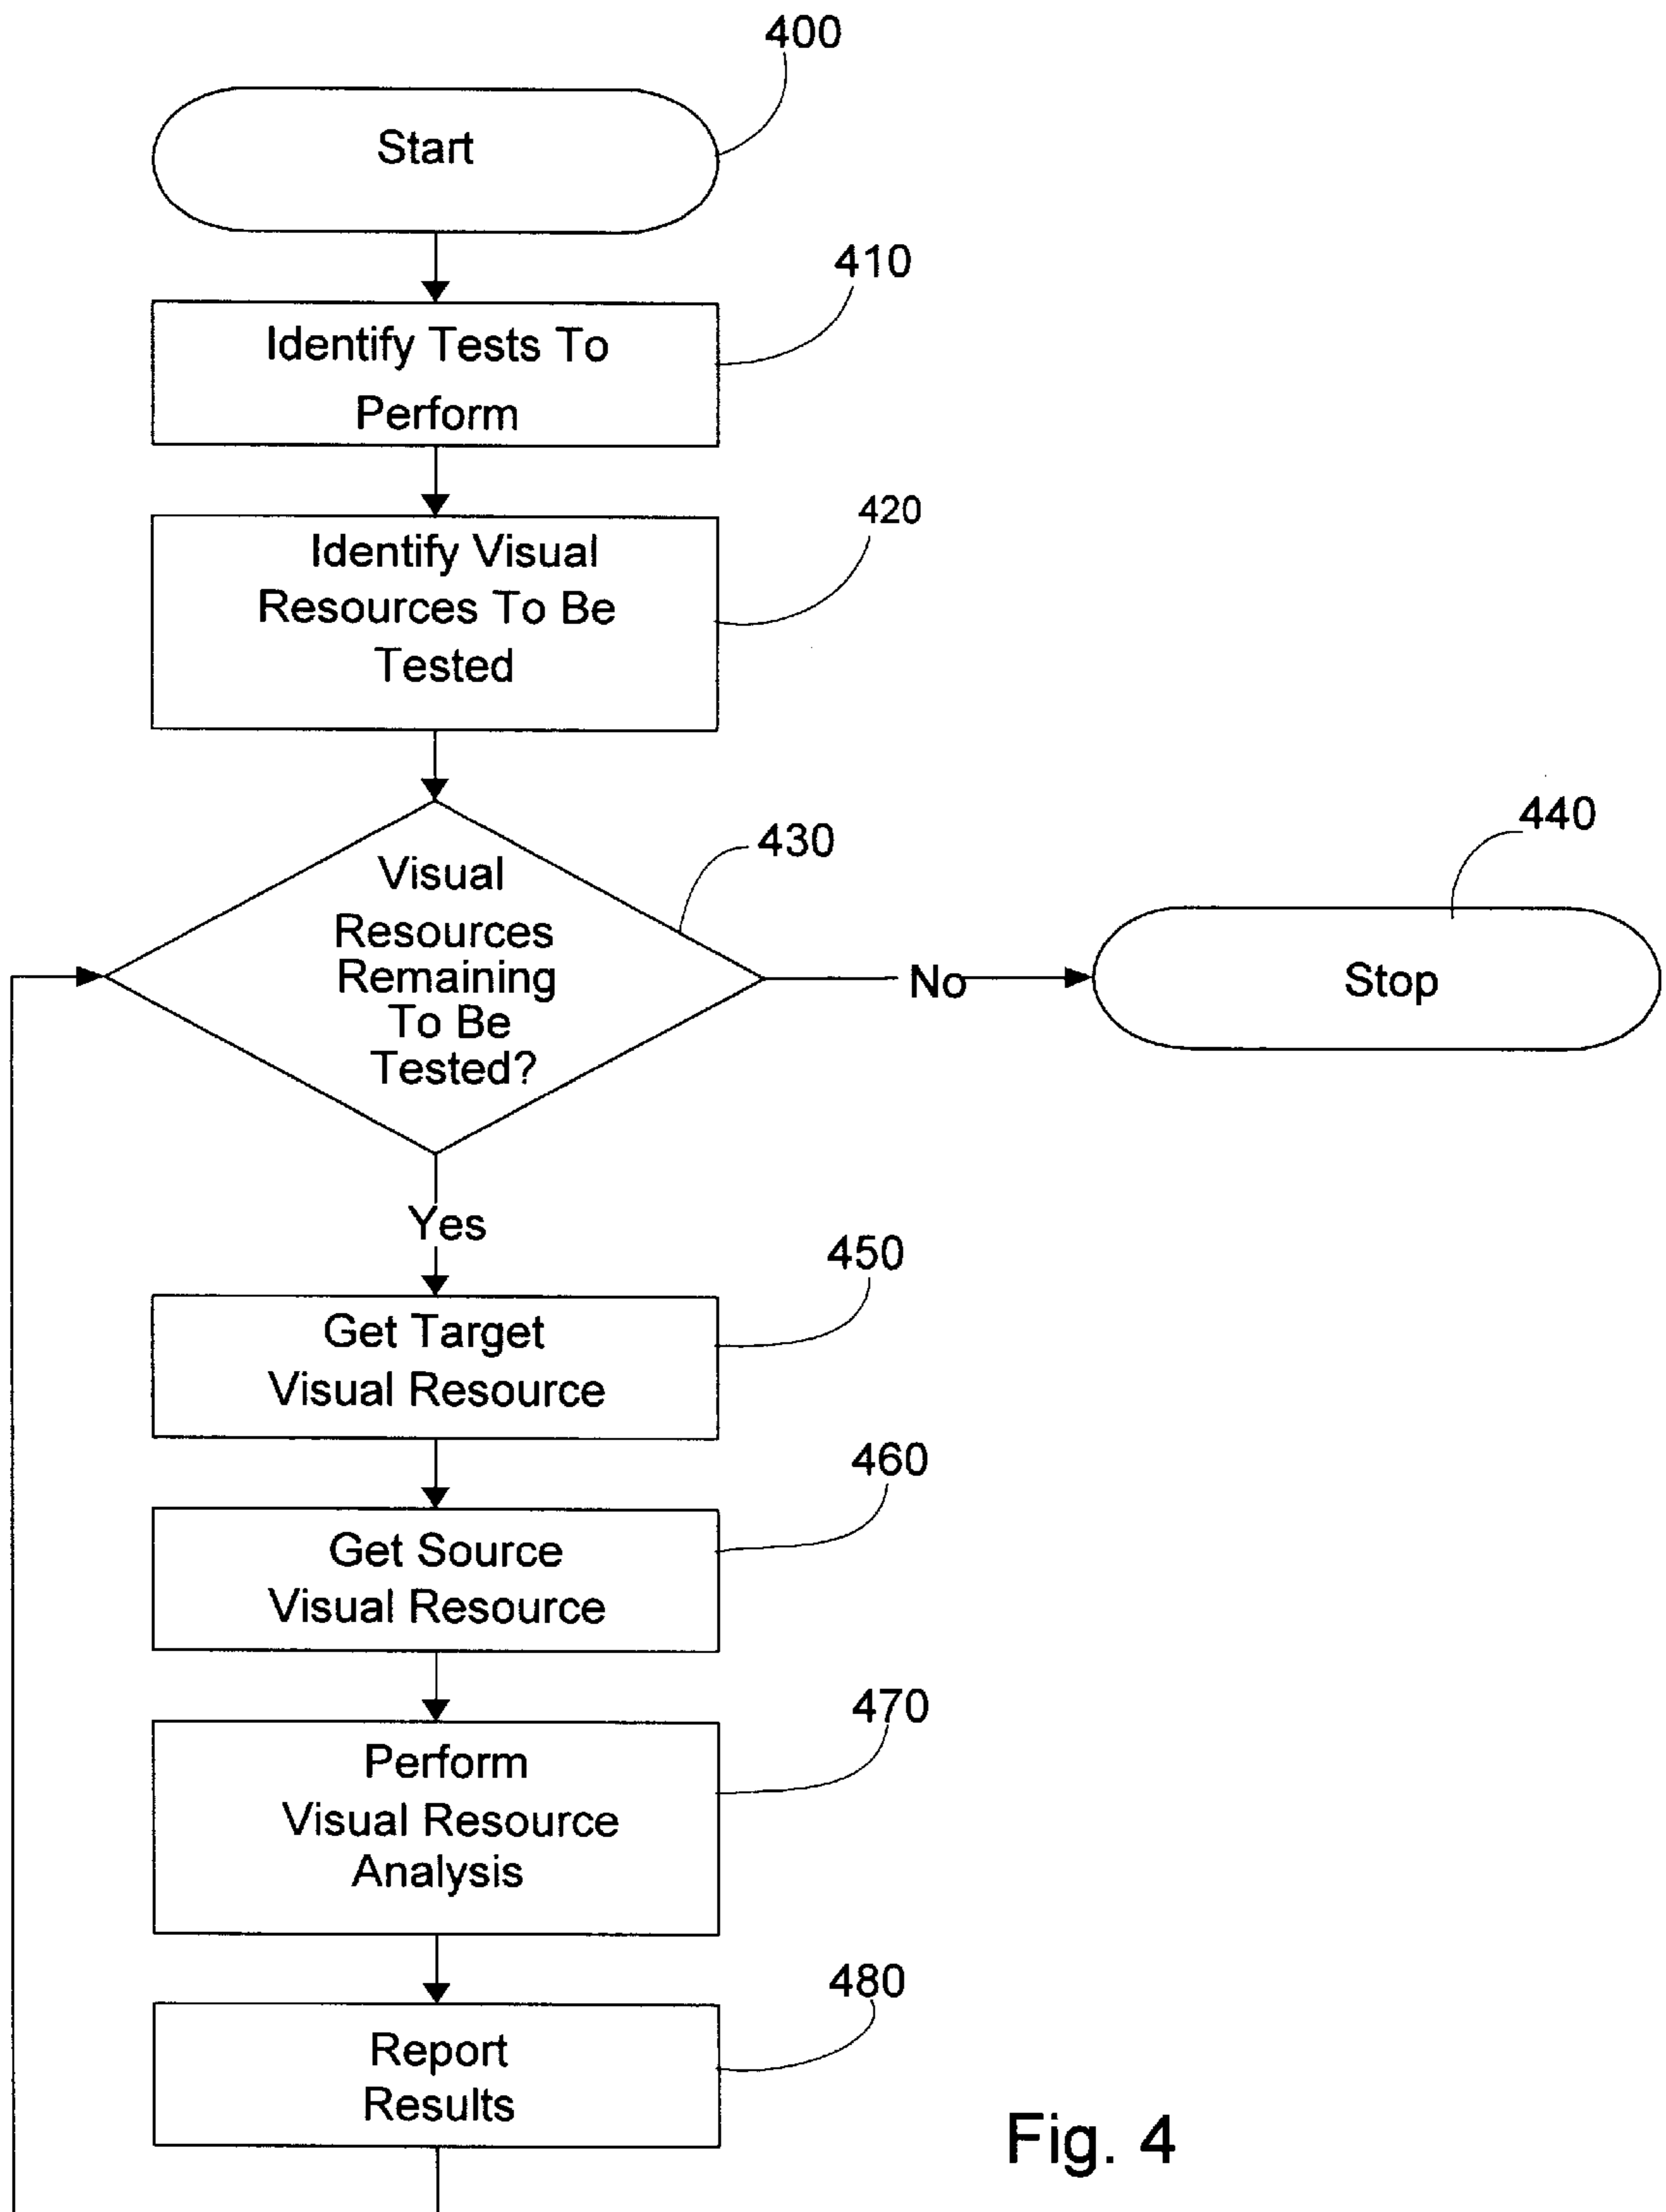 400
Start
410
Identify Tests To
Perform
420
Identify Visual
Resources To Be
Tested
430
Visual
Resources
Remaining
To Be
Tested?
440
No
Stop
Yes
450
Get Target
Visual Resource
460
Get Source
Visual Resource
470
Perform
Visual Resource
Analysis
480
Report
Results
Fig. 4